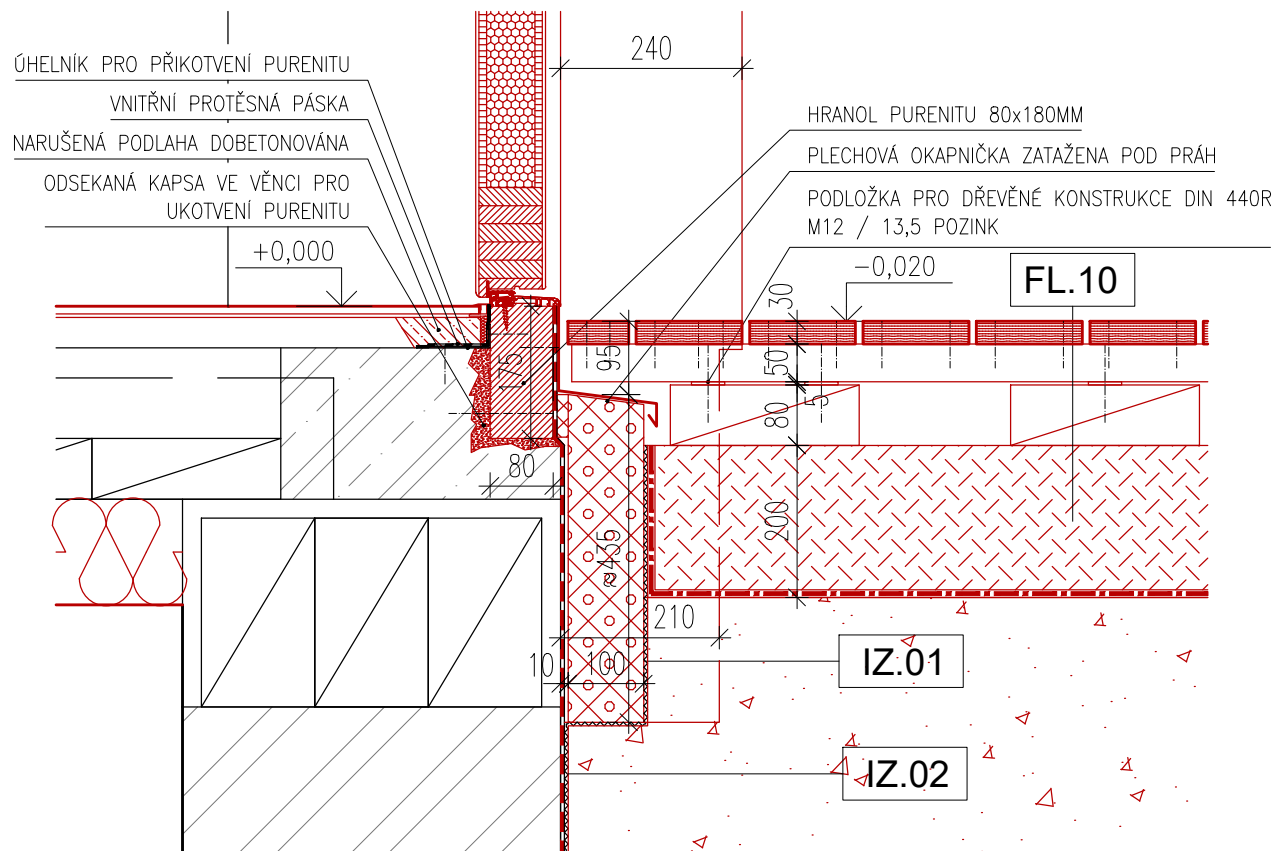 ÚHELNÍK PRO PŘIKOTVENÍ PURENITU
VNITŘNÍ PROTĚSNÁ PÁSKA
NARUŠENÁ PODLAHA DOBETONOVÁNA
ODSEKANÁ KAPSA VE VĚNCI PRO
UKOTVENÍ PURENITU
+0,000
240
HRANOL PURENITU 80x180MM
PLECHOVÁ OKAPNIČKA ZATAŽENA POD PRÁH
PODLOŽKA PRO DŘEVĚNÉ KONSTRUKCE DIN 440R
M12 / 13,5 POZINK
-0,020
FL.10
30
95
50
175
5
80
80
200
≈435
210
10
100
IZ.01
IZ.02